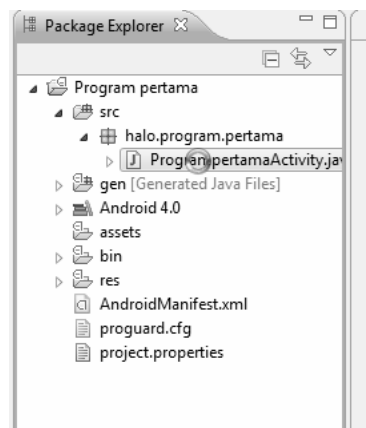 Package Explorer
Program pertama
src
halo.program.pertama
ProgrampertamaActivity.jav
gen [Generated Java Files]
Android 4.0
assets
bin
res
AndroidManifest.xml
proguard.cfg
project.properties